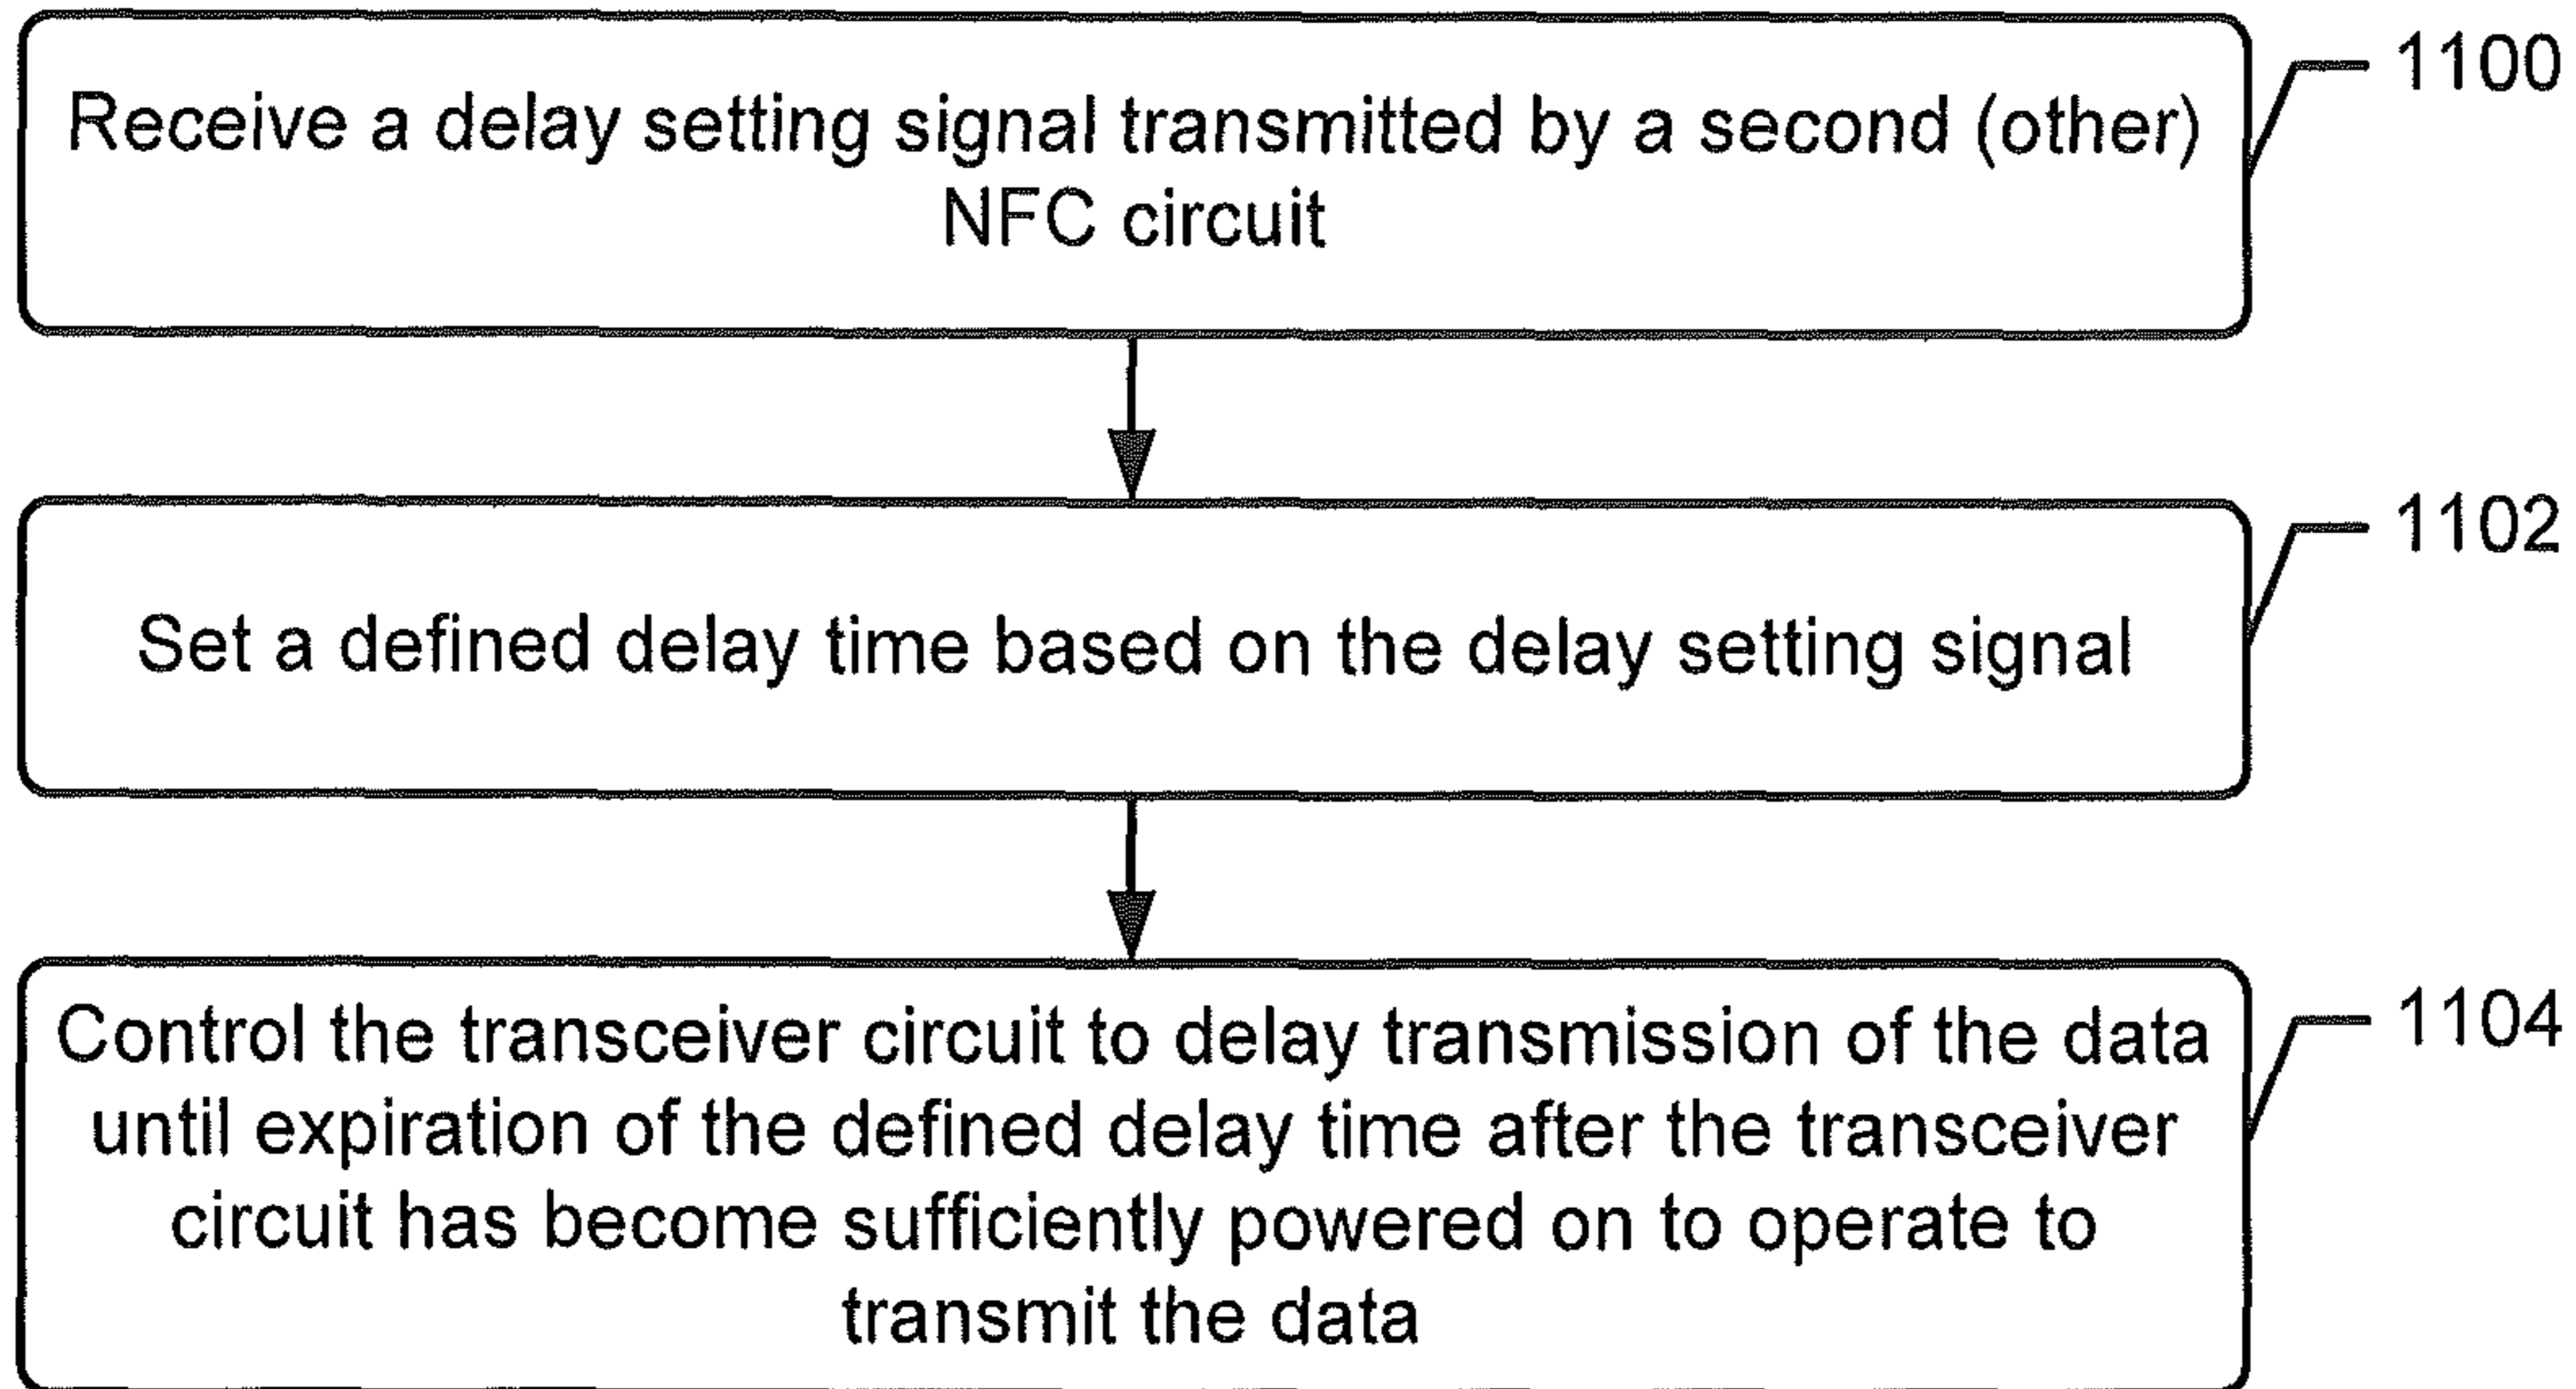 Receive a delay setting signal transmitted by a second (other)
NFC circuit
1100
Set a defined delay time based on the delay setting signal
1102
Control the transceiver circuit to delay transmission of the data
until expiration of the defined delay time after the transceiver
circuit has become sufficiently powered on to operate to
transmit the data
1104